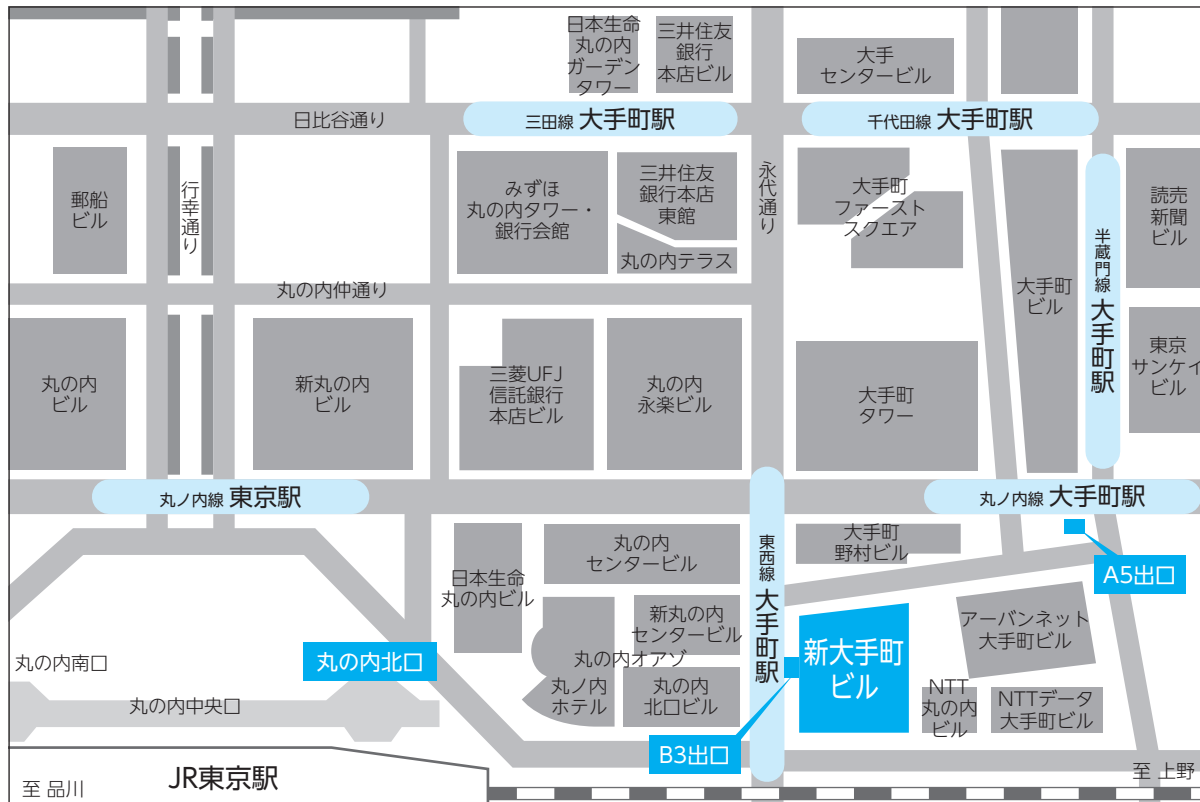 日本生命
丸の内
ガーデン
タワー
三井住友
銀行
本店ビル
大手
センタービル
日比谷通り
三田線 大手町駅
千代田線 大手町駅
郵船
ビル
行幸通り
みずほ
丸の内タワー・
銀行会館
三井住友
銀行本店
東館
丸の内テラス
永代通り
大手町
ファースト
スクエア
大手町
ビル
半蔵門線 大手町駅
読売
新聞
ビル
丸の内仲通り
丸の内
ビル
新丸の内
ビル
三菱UFJ
信託銀行
本店ビル
丸の内
永楽ビル
大手町
タワー
東京
サンケイ
ビル
丸ノ内線 東京駅
丸ノ内線 大手町駅
日本生命
丸の内ビル
丸の内
センタービル
東西線 大手町駅
大手町
野村ビル
A5出口
新丸の内
センタービル
丸の内オアゾ
丸ノ内
ホテル
丸の内
北口ビル
新大手町
ビル
アーバンネット
大手町ビル
NTT
丸の内
ビル
NTTデータ
大手町ビル
丸の内南口
丸の内北口
丸の内中央口
B3出口
JR東京駅
至 品川
至 上野